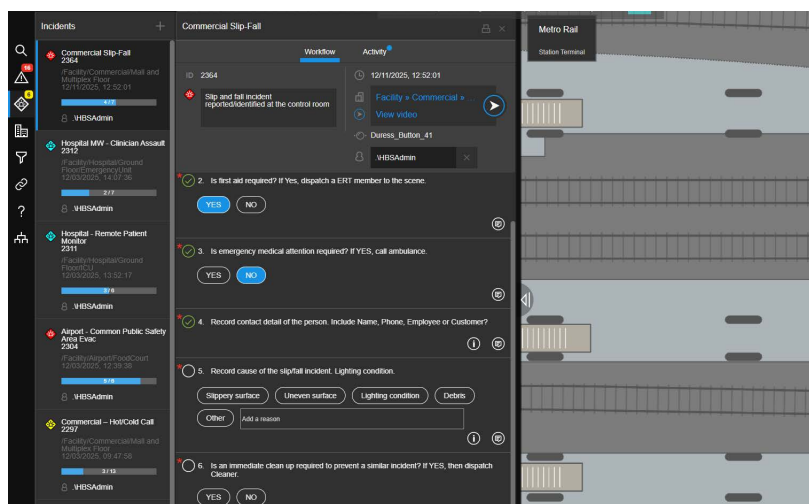 Incidents
Commercial Slip-Fall
2364
/Facility/Commercial/Mall and
Multiplex Floor
12/11/2025, 12:52:01
4 / 7
.\HBSAdmin
Hospital MW - Clinician Assault
2312
/Facility/Hospital/Ground
Floor/EmergencyUnit
12/03/2025, 14:07:36
2 / 7
.\HBSAdmin
Hospital - Remote Patient
Monitor
2311
/Facility/Hospital/Ground
Floor/ICU
12/03/2025, 13:52:17
3 / 6
.\HBSAdmin
Airport - Common Public Safety
Area Evac
2304
/Facility/Airport/FoodCourt
12/03/2025, 12:39:38
5 / 6
.\HBSAdmin
Commercial – Hot/Cold Call
2297
/Facility/Commercial/Mall and
Multiplex Floor
12/03/2025, 09:47:56
3 / 13
.\HBSAdmin
Commercial Slip-Fall
Workflow Activity
ID 2364
Slip and fall incident
reported/identified at the control room
12/11/2025, 12:52:01
Facility » Commercial » ...
View video
Duress_Button_41
.\HBSAdmin
2. Is first aid required? If Yes, dispatch a ERT member to the scene.
YES NO
3. Is emergency medical attention required? If YES, call ambulance.
YES NO
4. Record contact detail of the person. Include Name, Phone, Employee or Customer?
5. Record cause of the slip/fall incident. Lighting condition.
Slippery surface Uneven surface Lighting condition Debris
Other Add a reason
6. Is an immediate clean up required to prevent a similar incident? If YES, then dispatch
Cleaner.
YES NO
Metro Rail
Station Terminal